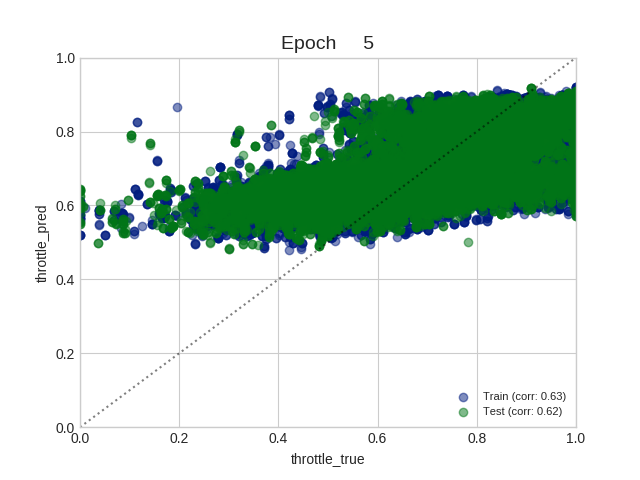 Epoch 5
1.0
0.8
0.6
0.4
0.2
0.0
throttle_pred
0.0 0.2 0.4 0.6 0.8 1.0
throttle_true
Train (corr: 0.63)
Test (corr: 0.62)